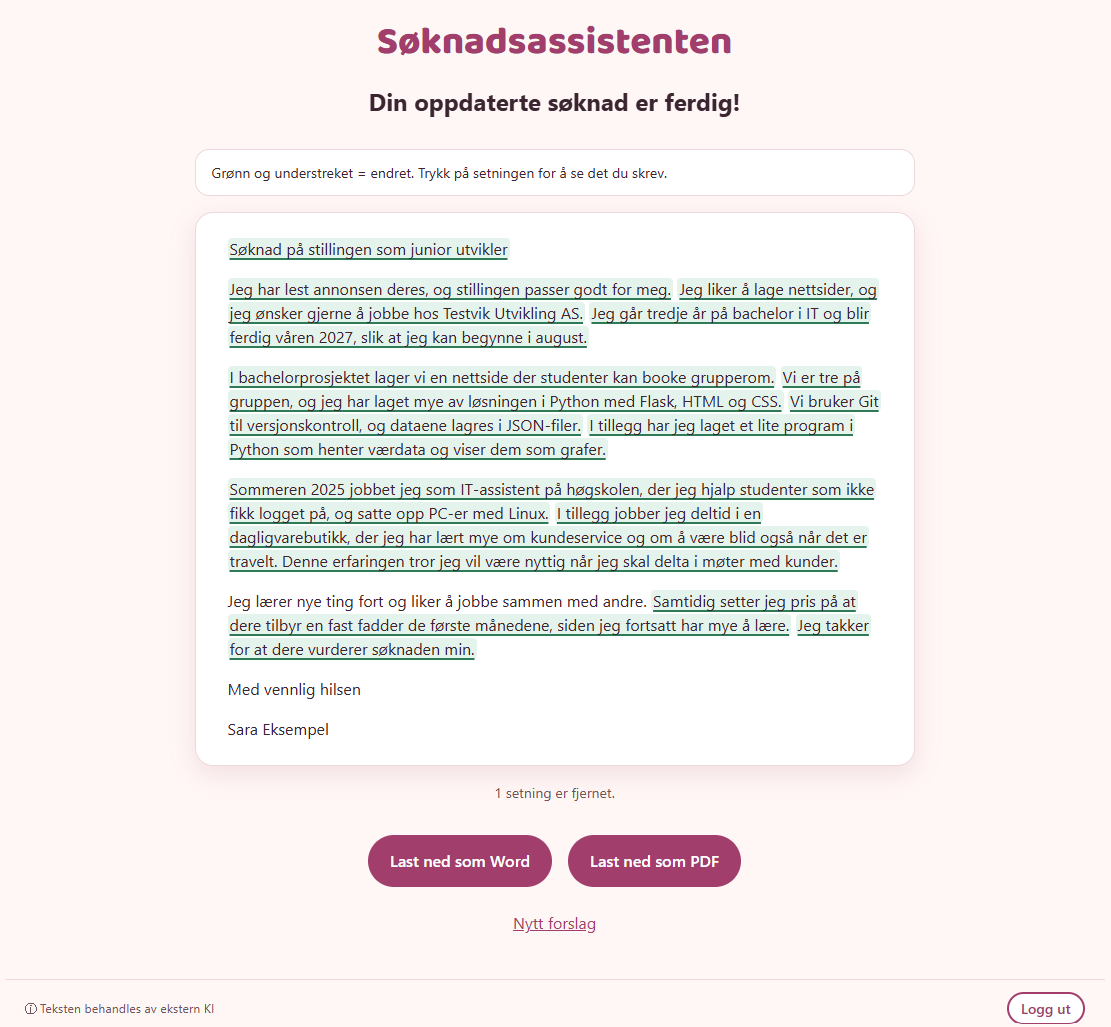 Søknadsassistenten
Din oppdaterte søknad er ferdig!
Grønn og understreket = endret. Trykk på setningen for å se det du skrev.
Søknad på stillingen som junior utvikler
Jeg har lest annonsen deres, og stillingen passer godt for meg. Jeg liker å lage nettsider, og
jeg ønsker gjerne å jobbe hos Testvik Utvikling AS. Jeg går tredje år på bachelor i IT og blir
ferdig våren 2027, slik at jeg kan begynne i august.
I bachelorprosjektet lager vi en nettside der studenter kan booke grupperom. Vi er tre på
gruppen, og jeg har laget mye av løsningen i Python med Flask, HTML og CSS. Vi bruker Git
til versjonskontroll, og dataene lagres i JSON-filer. I tillegg har jeg laget et lite program i
Python som henter værdata og viser dem som grafer.
Sommeren 2025 jobbet jeg som IT-assistent på høgskolen, der jeg hjalp studenter som ikke
fikk logget på, og satte opp PC-er med Linux. I tillegg jobber jeg deltid i en
dagligvarebutikk, der jeg har lært mye om kundeservice og om å være blid også når det er
travelt. Denne erfaringen tror jeg vil være nyttig når jeg skal delta i møter med kunder.
Jeg lærer nye ting fort og liker å jobbe sammen med andre. Samtidig setter jeg pris på at
dere tilbyr en fast fadder de første månedene, siden jeg fortsatt har mye å lære. Jeg takker
for at dere vurderer søknaden min.
Med vennlig hilsen
Sara Eksempel
1 setning er fjernet.
Last ned som Word
Last ned som PDF
Nytt forslag
ⓘ Teksten behandles av ekstern KI
Logg ut